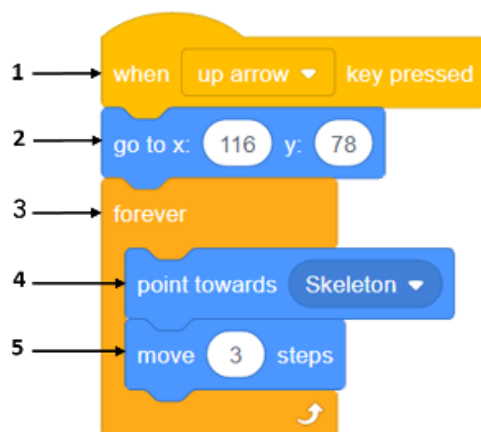 1 when up arrow key pressed
2 go to x: 116 y: 78
3 forever
4 point towards Skeleton
5 move 3 steps